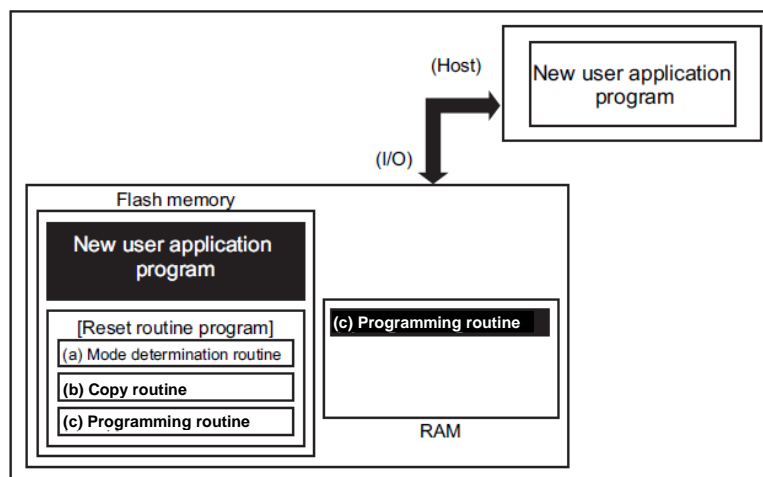 (Host)
New user application
program
(I/O)
Flash memory
New user application
program
[Reset routine program]
(a) Mode determination routine
(b) Copy routine
(c) Programming routine
(c) Programming routine
RAM